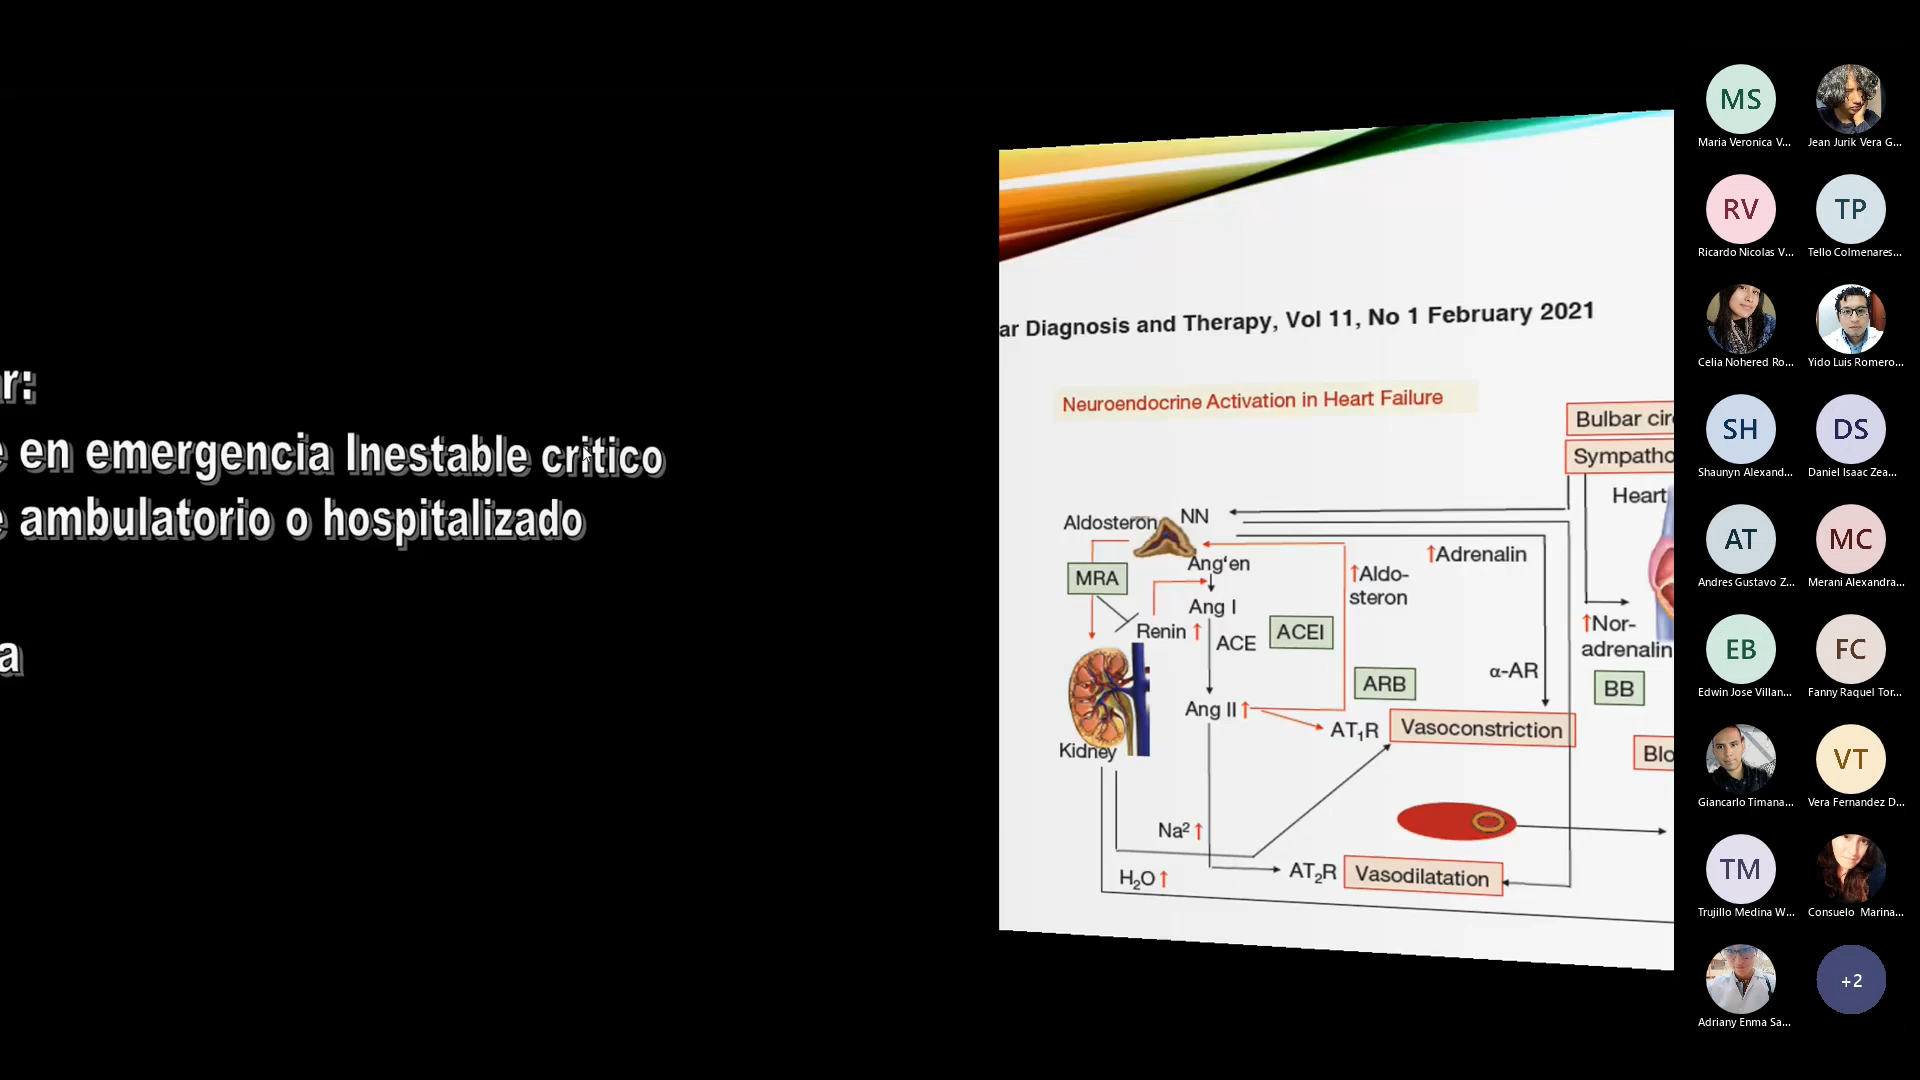 r:
en emergencia Inestable critico
ambulatorio o hospitalizado
a
ar Diagnosis and Therapy, Vol 11, No 1 February 2021
Neuroendocrine Activation in Heart Failure
Bulbar cir
Sympatho
Heart
Aldosteron
NN
MRA
Ang'en
Ang I
Renin ↑
ACE
ACEI
↑Aldo-
steron
↑Adrenalin
↑Nor-
adrenalin
α-AR
BB
ARB
Ang II↑
AT₁R
Vasoconstriction
Kidney
Blo
Na² ↑
H₂O ↑
AT₂R
Vasodilatation
MS
Maria Veronica V...
Jean Jurik Vera G...
RV
Ricardo Nicolas V...
TP
Tello Colmenares...
Celia Nohered Ro...
Yido Luis Romero...
SH
Shaunyn Alexand...
DS
Daniel Isaac Zea...
AT
Andres Gustavo Z...
MC
Merani Alexandra...
EB
Edwin Jose Villan...
FC
Fanny Raquel Tor...
Giancarlo Timana...
VT
Vera Fernandez D...
TM
Trujillo Medina W...
Consuelo Marina...
Adriany Enma Sa...
+2